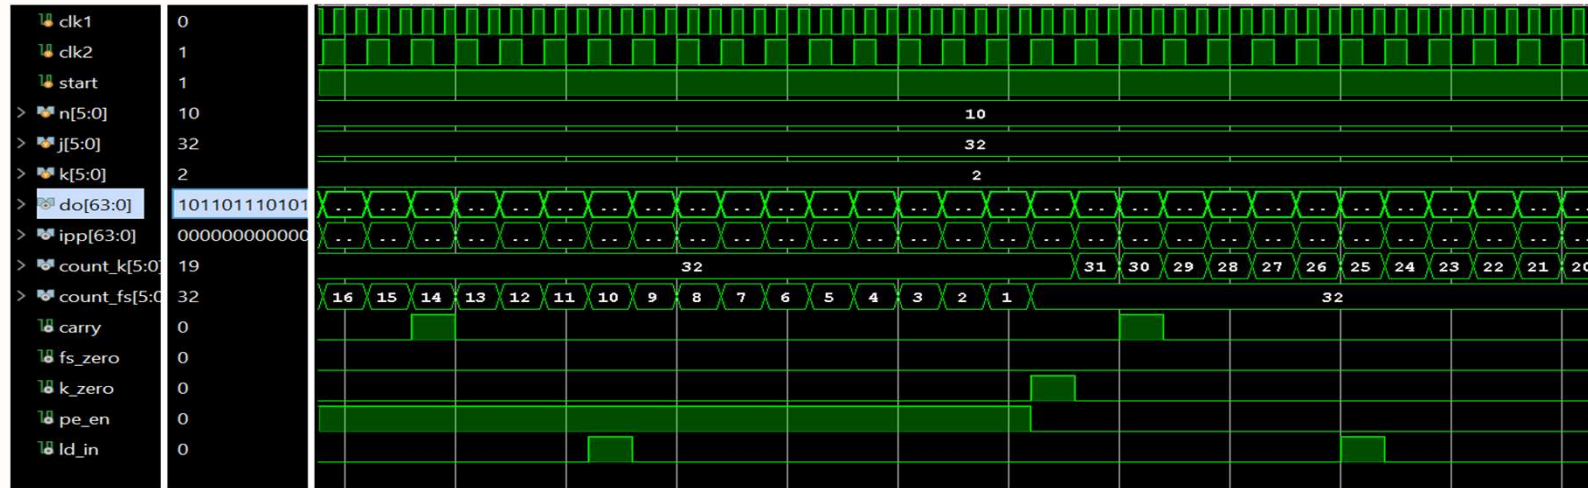 clk1 0
clk2 1
start 1
n[5:0] 10 10
j[5:0] 32 32
k[5:0] 2 2
do[63:0] 101101110101 .. .. .. .. .. .. .. .. .. .. .. .. .. .. .. .. .. .. .. .. .. .. .. .. .. .. .. .. ..
ipp[63:0] 000000000000 .. .. .. .. .. .. .. .. .. .. .. .. .. .. .. .. .. .. .. .. .. .. .. .. .. .. .. .. ..
count_k[5:0] 19 32 31 30 29 28 27 26 25 24 23 22 21 20
count_fs[5:0 32 16 15 14 13 12 11 10 9 8 7 6 5 4 3 2 1 32
carry 0
fs_zero 0
k_zero 0
pe_en 0
ld_in 0